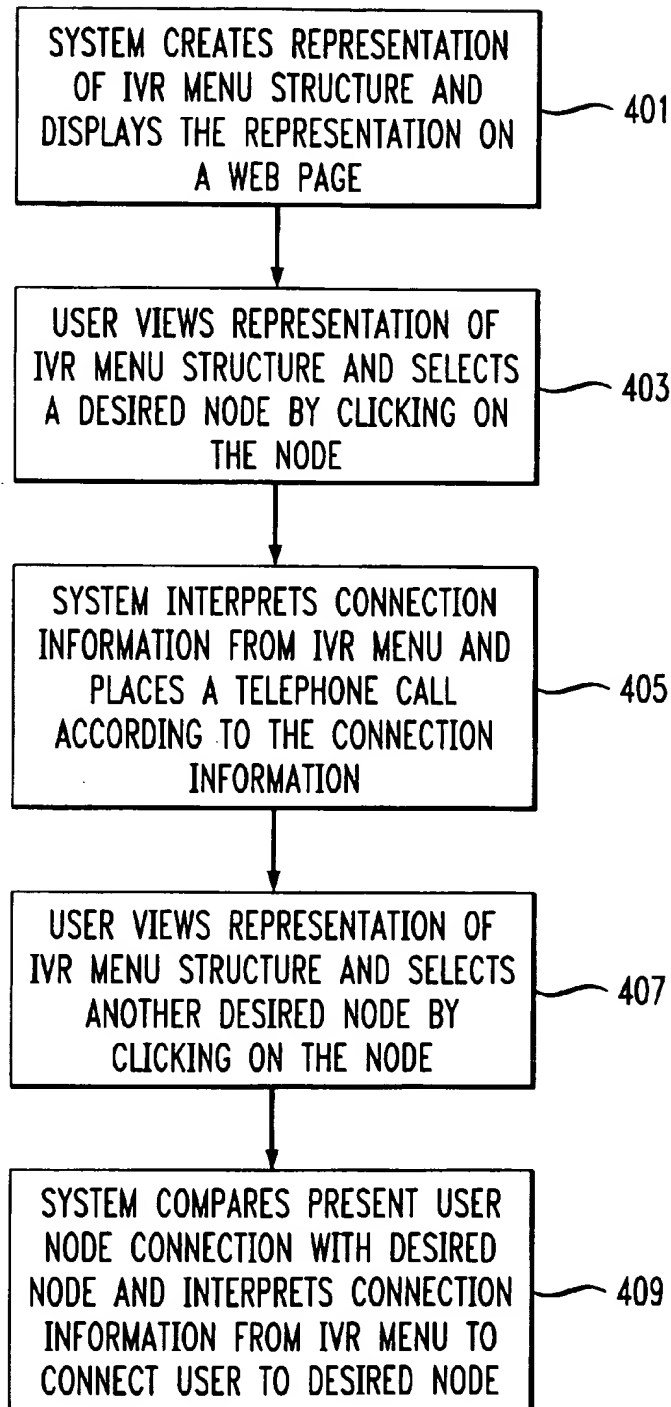 SYSTEM CREATES REPRESENTATION
OF IVR MENU STRUCTURE AND
DISPLAYS THE REPRESENTATION ON
A WEB PAGE
401
USER VIEWS REPRESENTATION OF
IVR MENU STRUCTURE AND SELECTS
A DESIRED NODE BY CLICKING ON
THE NODE
403
SYSTEM INTERPRETS CONNECTION
INFORMATION FROM IVR MENU AND
PLACES A TELEPHONE CALL
ACCORDING TO THE CONNECTION
INFORMATION
405
USER VIEWS REPRESENTATION OF
IVR MENU STRUCTURE AND SELECTS
ANOTHER DESIRED NODE BY
CLICKING ON THE NODE
407
SYSTEM COMPARES PRESENT USER
NODE CONNECTION WITH DESIRED
NODE AND INTERPRETS CONNECTION
INFORMATION FROM IVR MENU TO
CONNECT USER TO DESIRED NODE
409